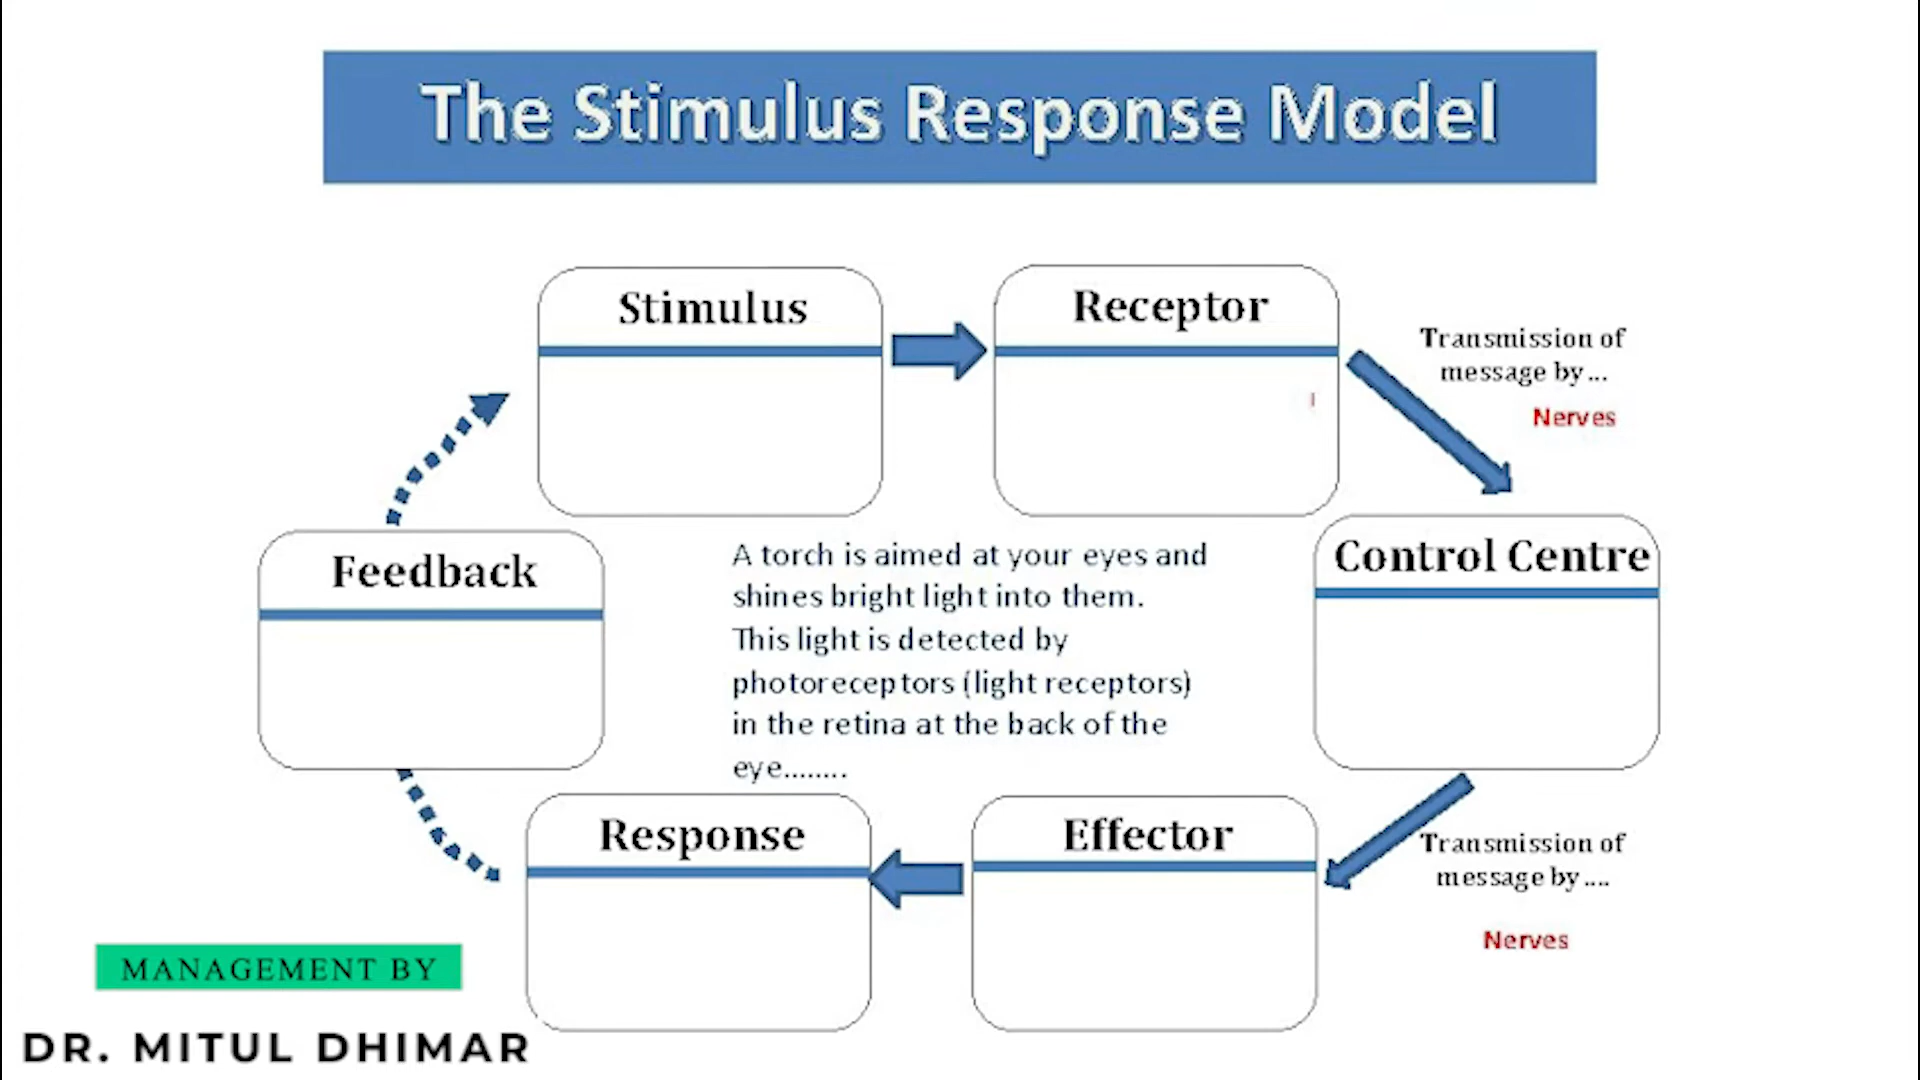 The Stimulus Response Model
Stimulus
Receptor
Transmission of
message by...
Nerves
Feedback
A torch is aimed at your eyes and
shines bright light into them.
This light is detected by
photoreceptors (light receptors)
in the retina at the back of the
eye........
Control Centre
Response
Effector
Transmission of
message by....
Nerves
MANAGEMENT BY
DR. MITUL DHIMAR